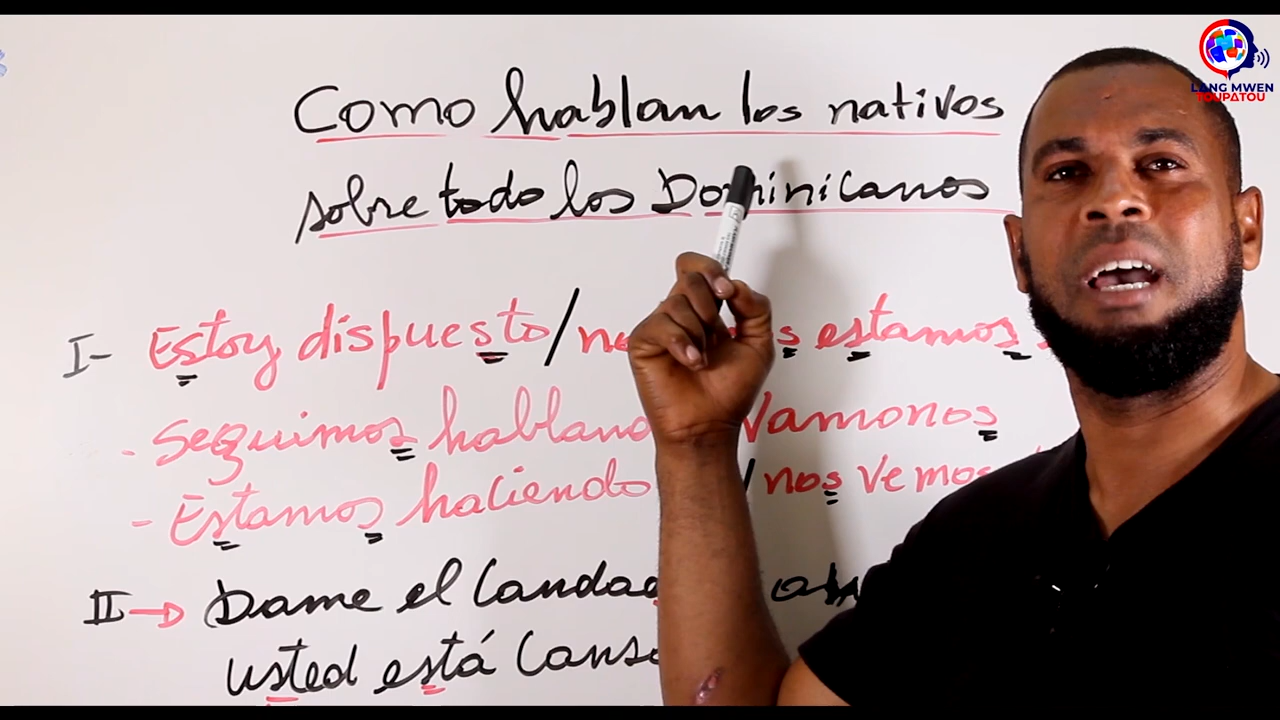 LANG MWEN
TOUPATOU
Como hablan los nativos
sobre todo los Dominicanos
I- Estoy dispuesto / estamos
- Seguimos hablando Vamonos
- Estamos haciendo / nos vemos
II → Dame el
usted está